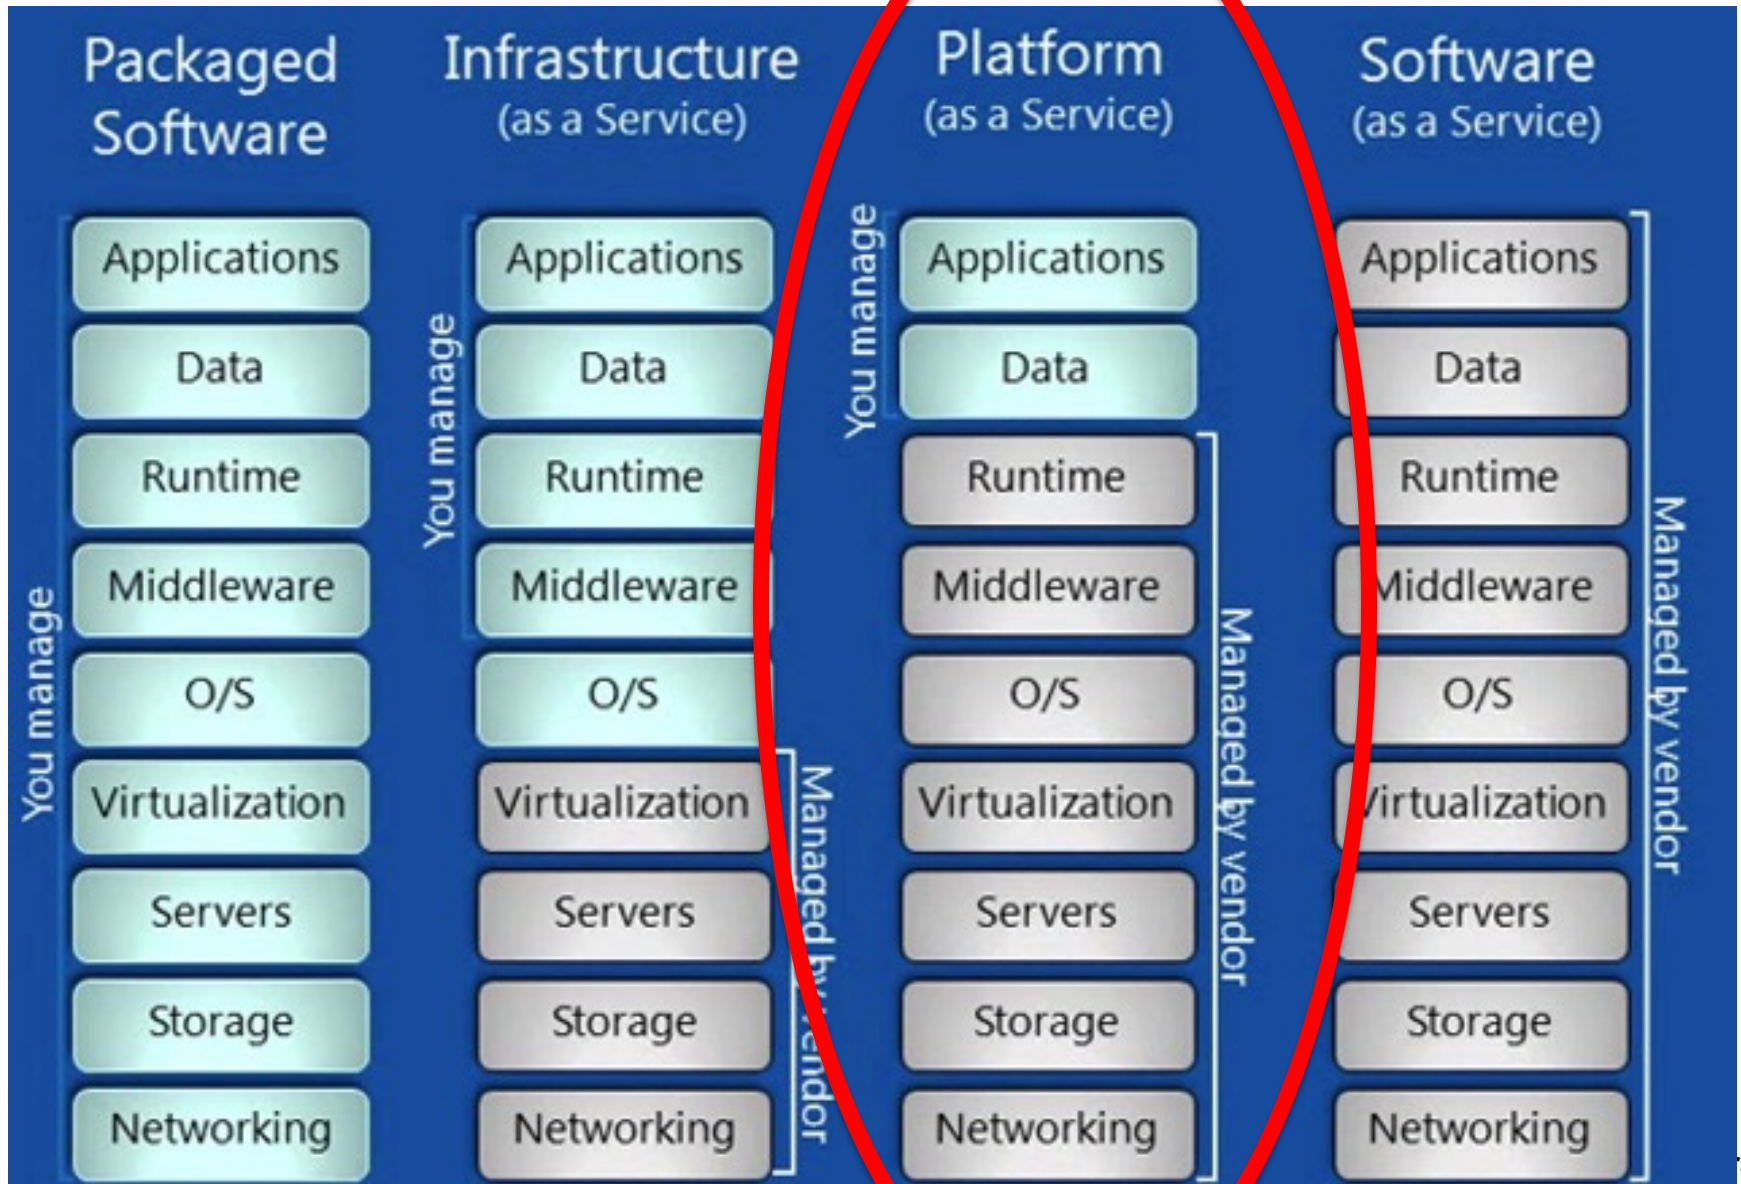 Packaged
Software
You manage
Applications
Data
Runtime
Middleware
O/S
Virtualization
Servers
Storage
Networking
Infrastructure
(as a Service)
You manage
Applications
Data
Runtime
Middleware
O/S
Virtualization
Servers
Storage
Networking
Managed by vendor
Platform
(as a Service)
You manage
Applications
Data
Runtime
Middleware
O/S
Virtualization
Servers
Storage
Networking
Managed by vendor
Software
(as a Service)
Applications
Data
Runtime
Middleware
O/S
Virtualization
Servers
Storage
Networking
Managed by vendor